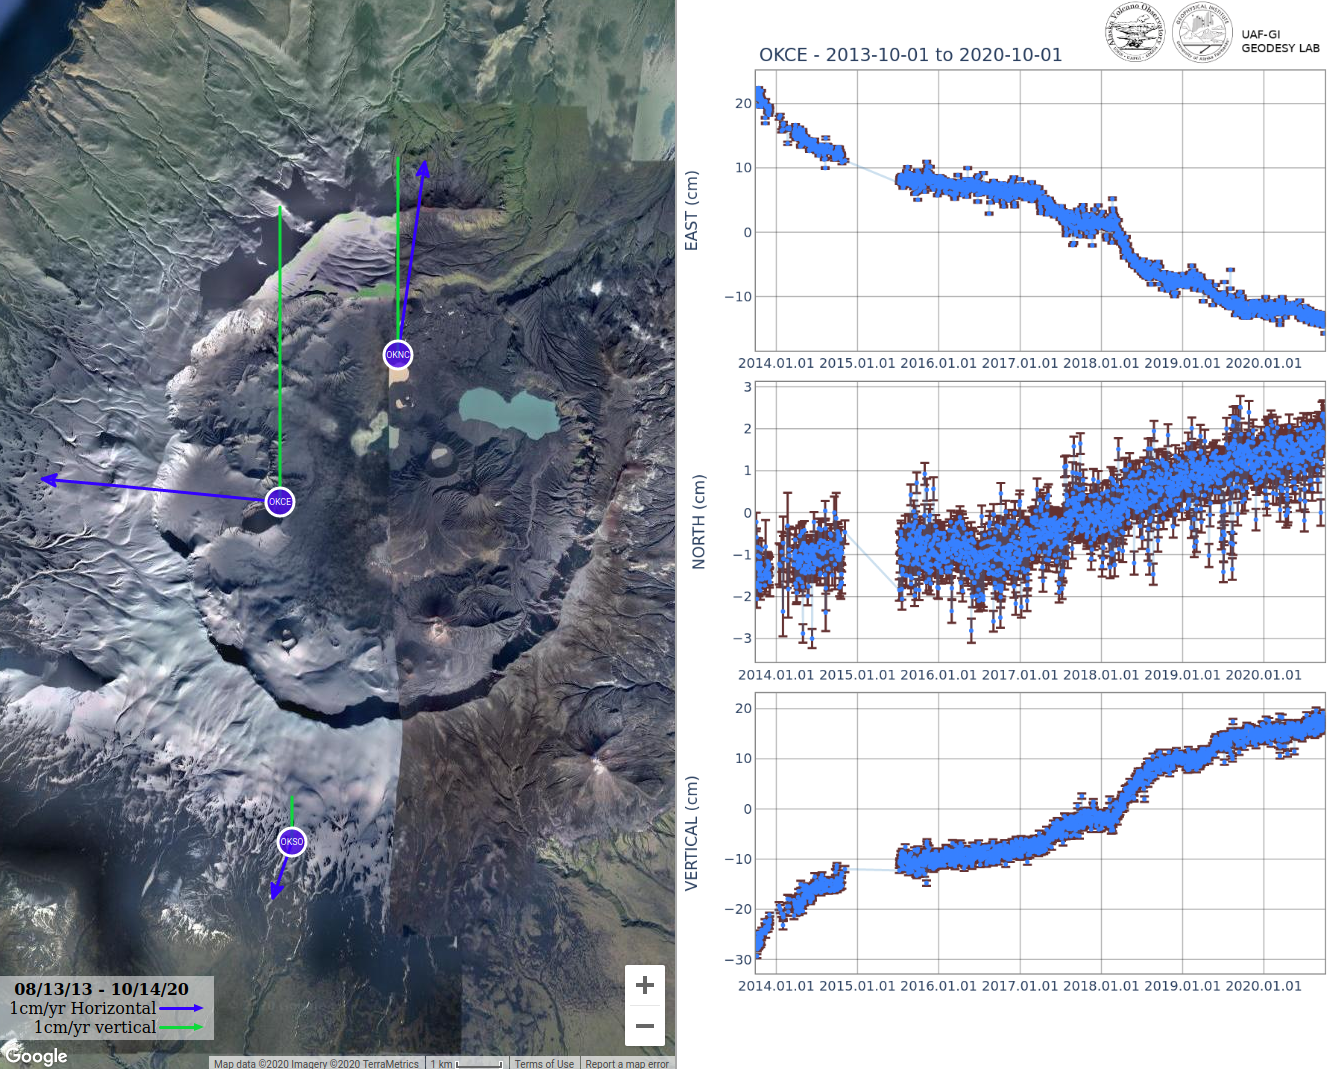 OKNC
OKCE
OKSO
08/13/13 - 10/14/20
1cm/yr Horizontal
1cm/yr vertical
Google
Map data ©2020 Imagery ©2020 TerraMetrics
1 km
Terms of Use
Report a map error
Alaska Volcano Observatory
GEOPHYSICAL INSTITUTE
UAF-GI
GEODESY LAB
OKCE - 2013-10-01 to 2020-10-01
EAST (cm)
20
10
0
−10
2014.01.01 2015.01.01 2016.01.01 2017.01.01 2018.01.01 2019.01.01 2020.01.01
NORTH (cm)
3
2
1
0
−1
−2
−3
2014.01.01 2015.01.01 2016.01.01 2017.01.01 2018.01.01 2019.01.01 2020.01.01
VERTICAL (cm)
20
10
0
−10
−20
−30
2014.01.01 2015.01.01 2016.01.01 2017.01.01 2018.01.01 2019.01.01 2020.01.01